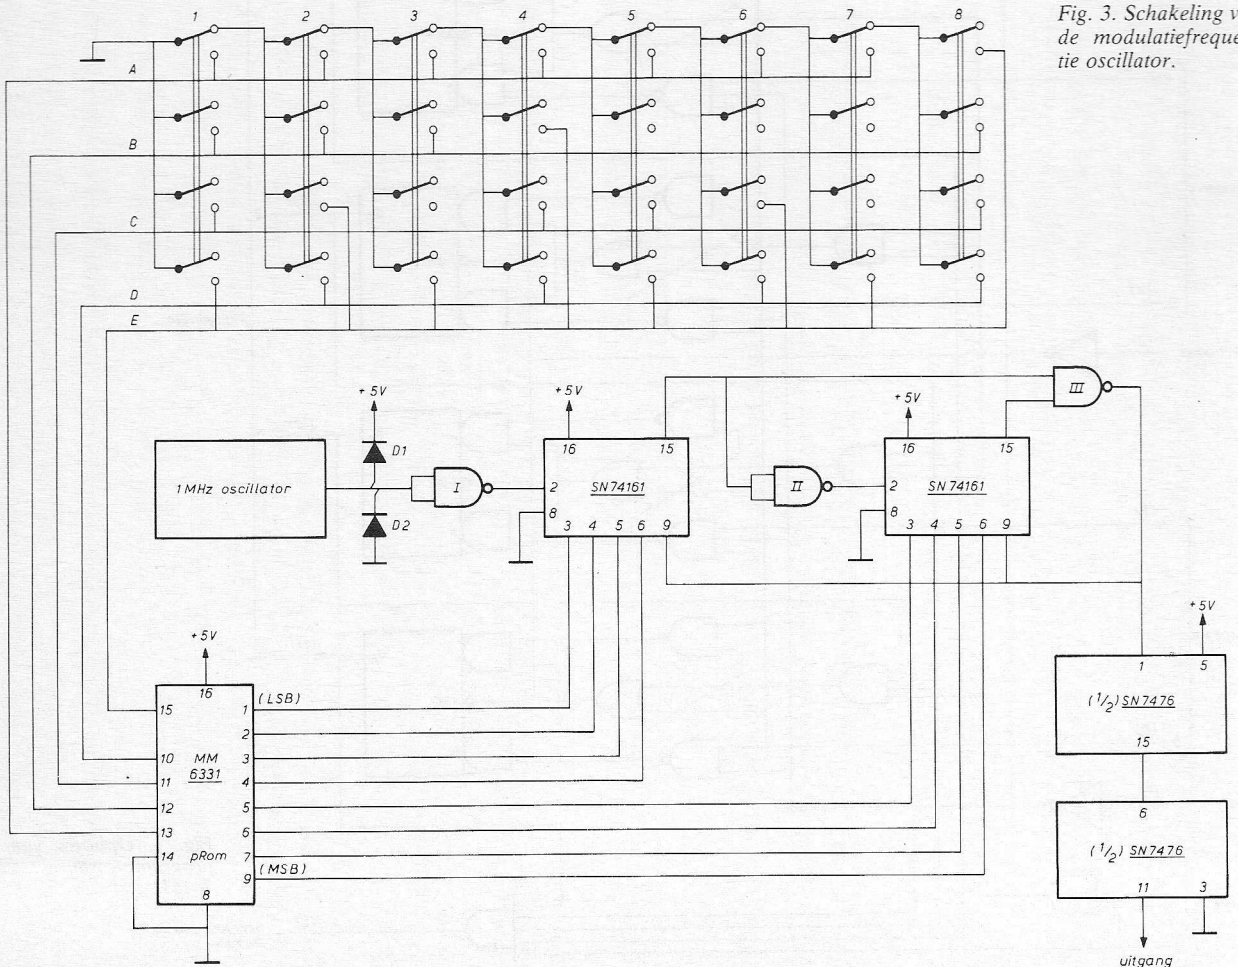 Fig. 3. Schakeling v
de modulatiefreque
tie oscillator.
1 2 3 4 5 6 7 8
A
B
C
D
E
+5V
D1
D2
1MHz oscillator
I
+5V
16 15
2 SN74161
8
3 4 5 6 9
II
+5V
16 15
2 SN74161
8
3 4 5 6 9
III
+5V
16
15 1 (LSB)
2
10 MM 3
11 6331 4
12 5
13 6
14 pRom 7
9 (MSB)
8
+5V
1 5
(1/2) SN7476
15
6
(1/2) SN7476
11 3
uitgang